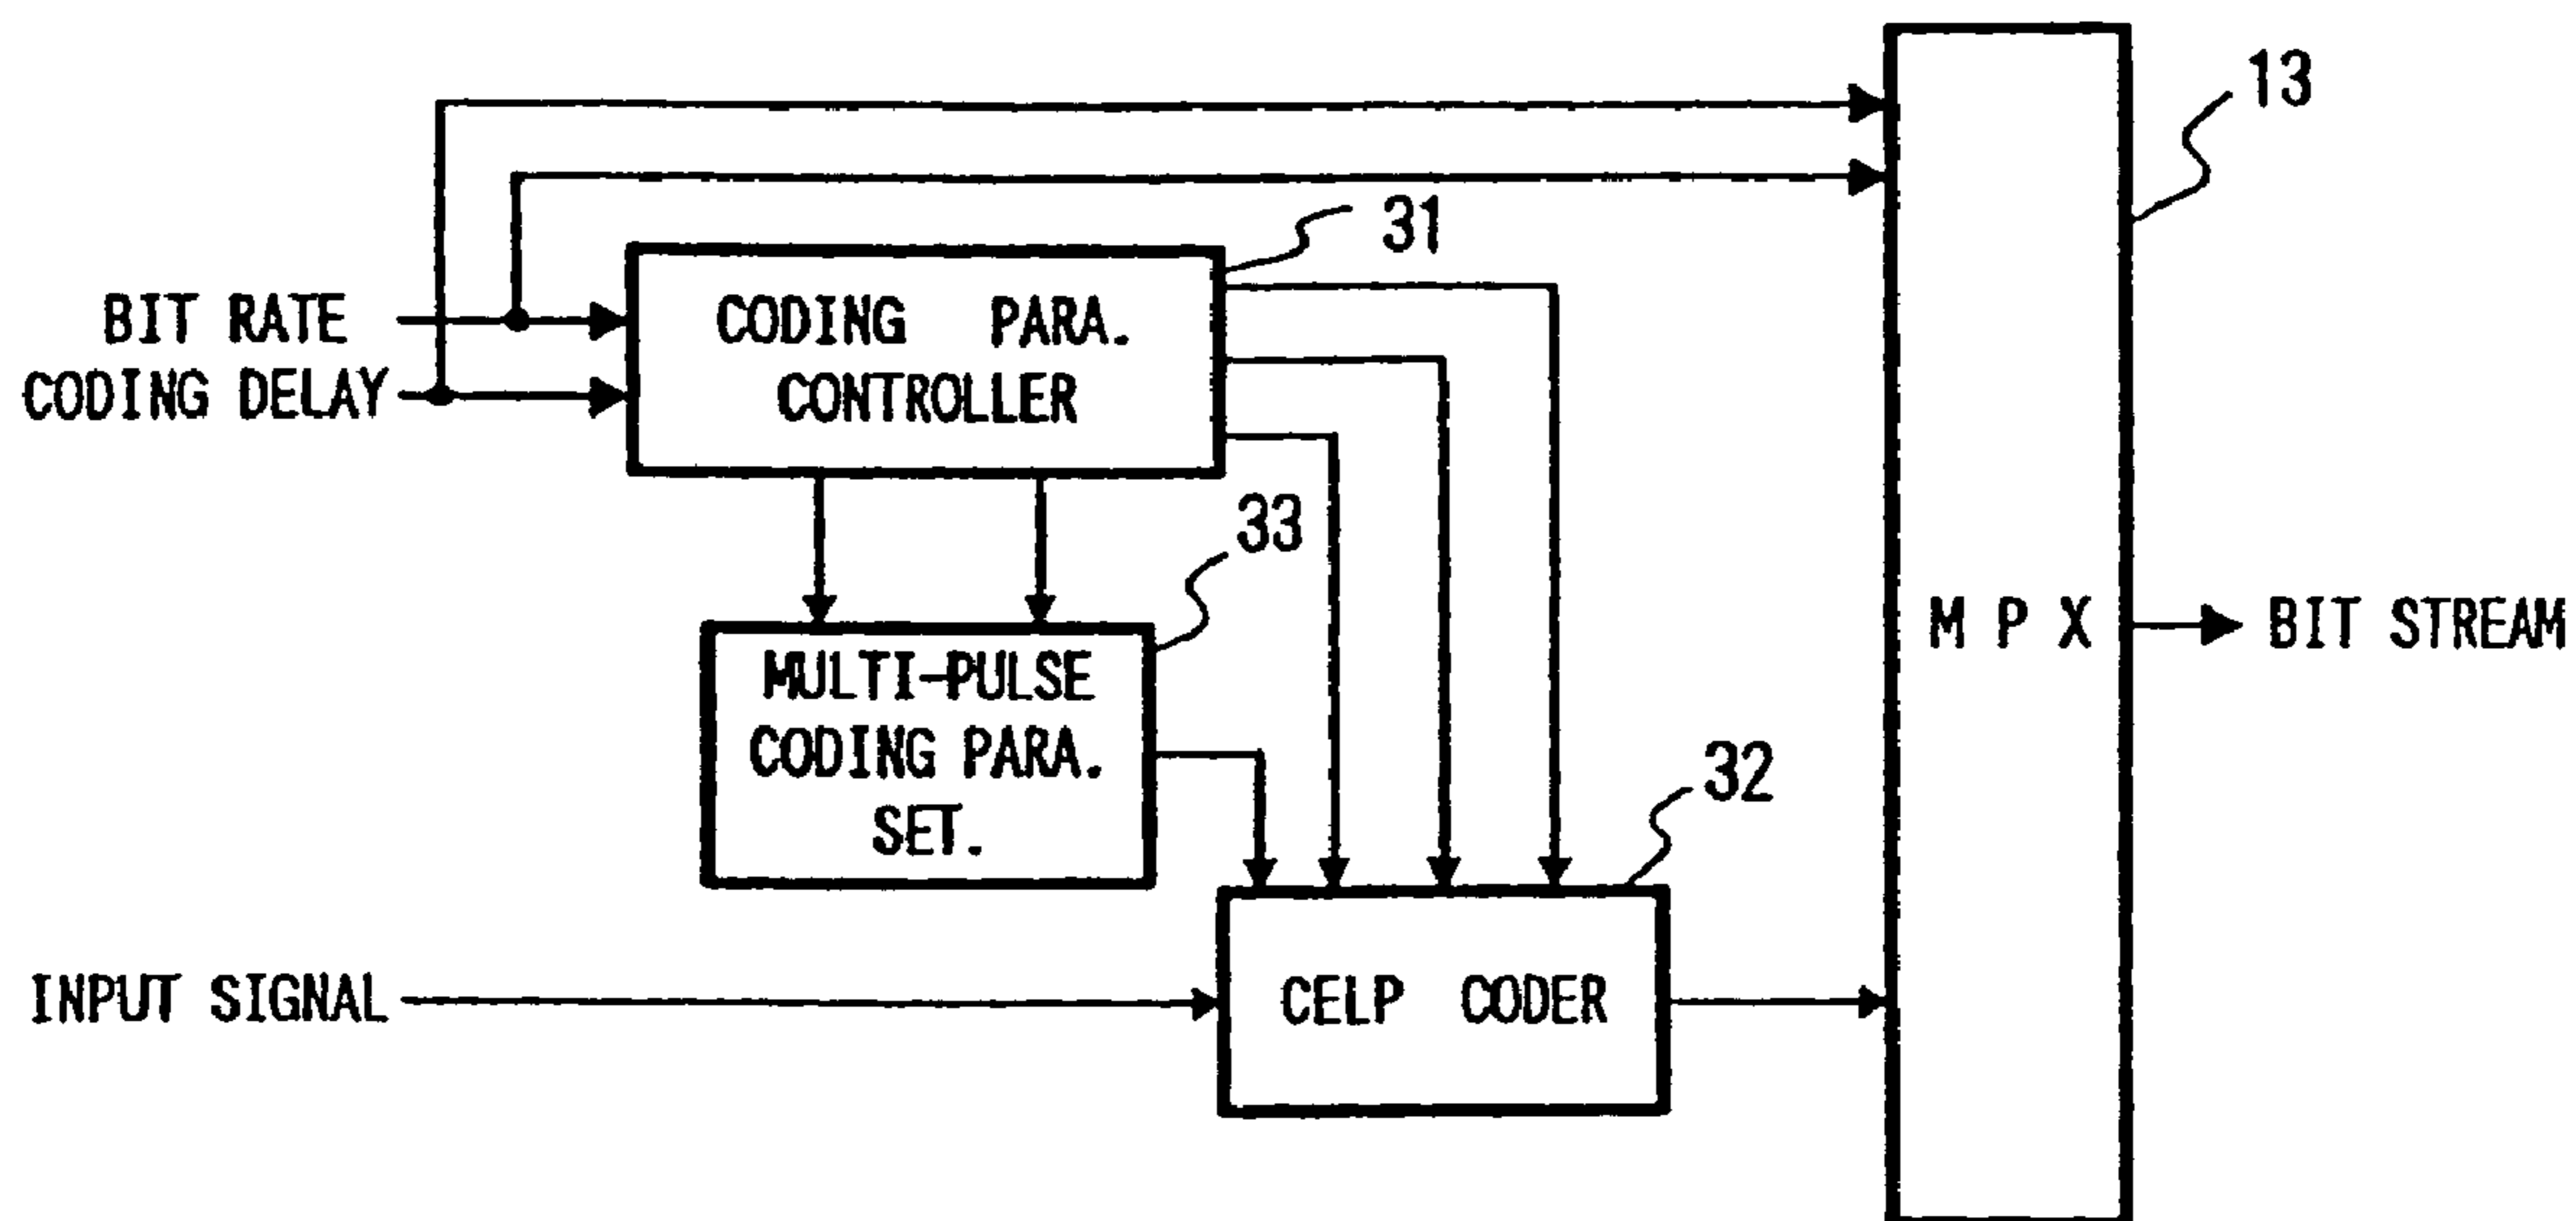 13
31
BIT RATE
CODING DELAY
CODING PARA.
CONTROLLER
33
MULTI-PULSE
CODING PARA.
SET.
M P X
BIT STREAM
32
INPUT SIGNAL
CELP CODER